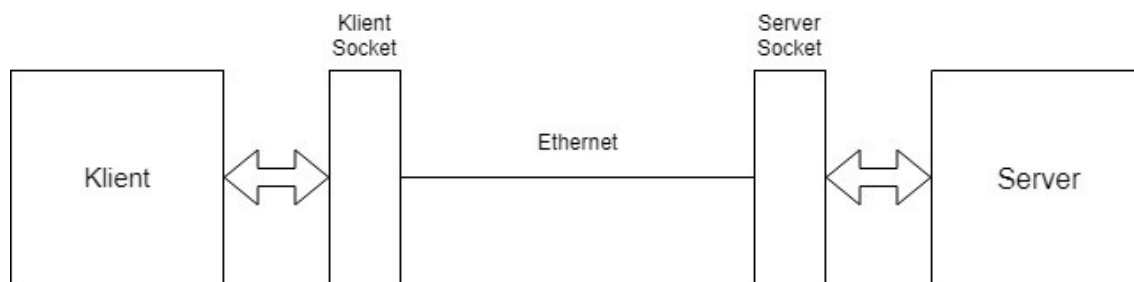 Klient
Socket
Server
Socket
Ethernet
Klient
Server